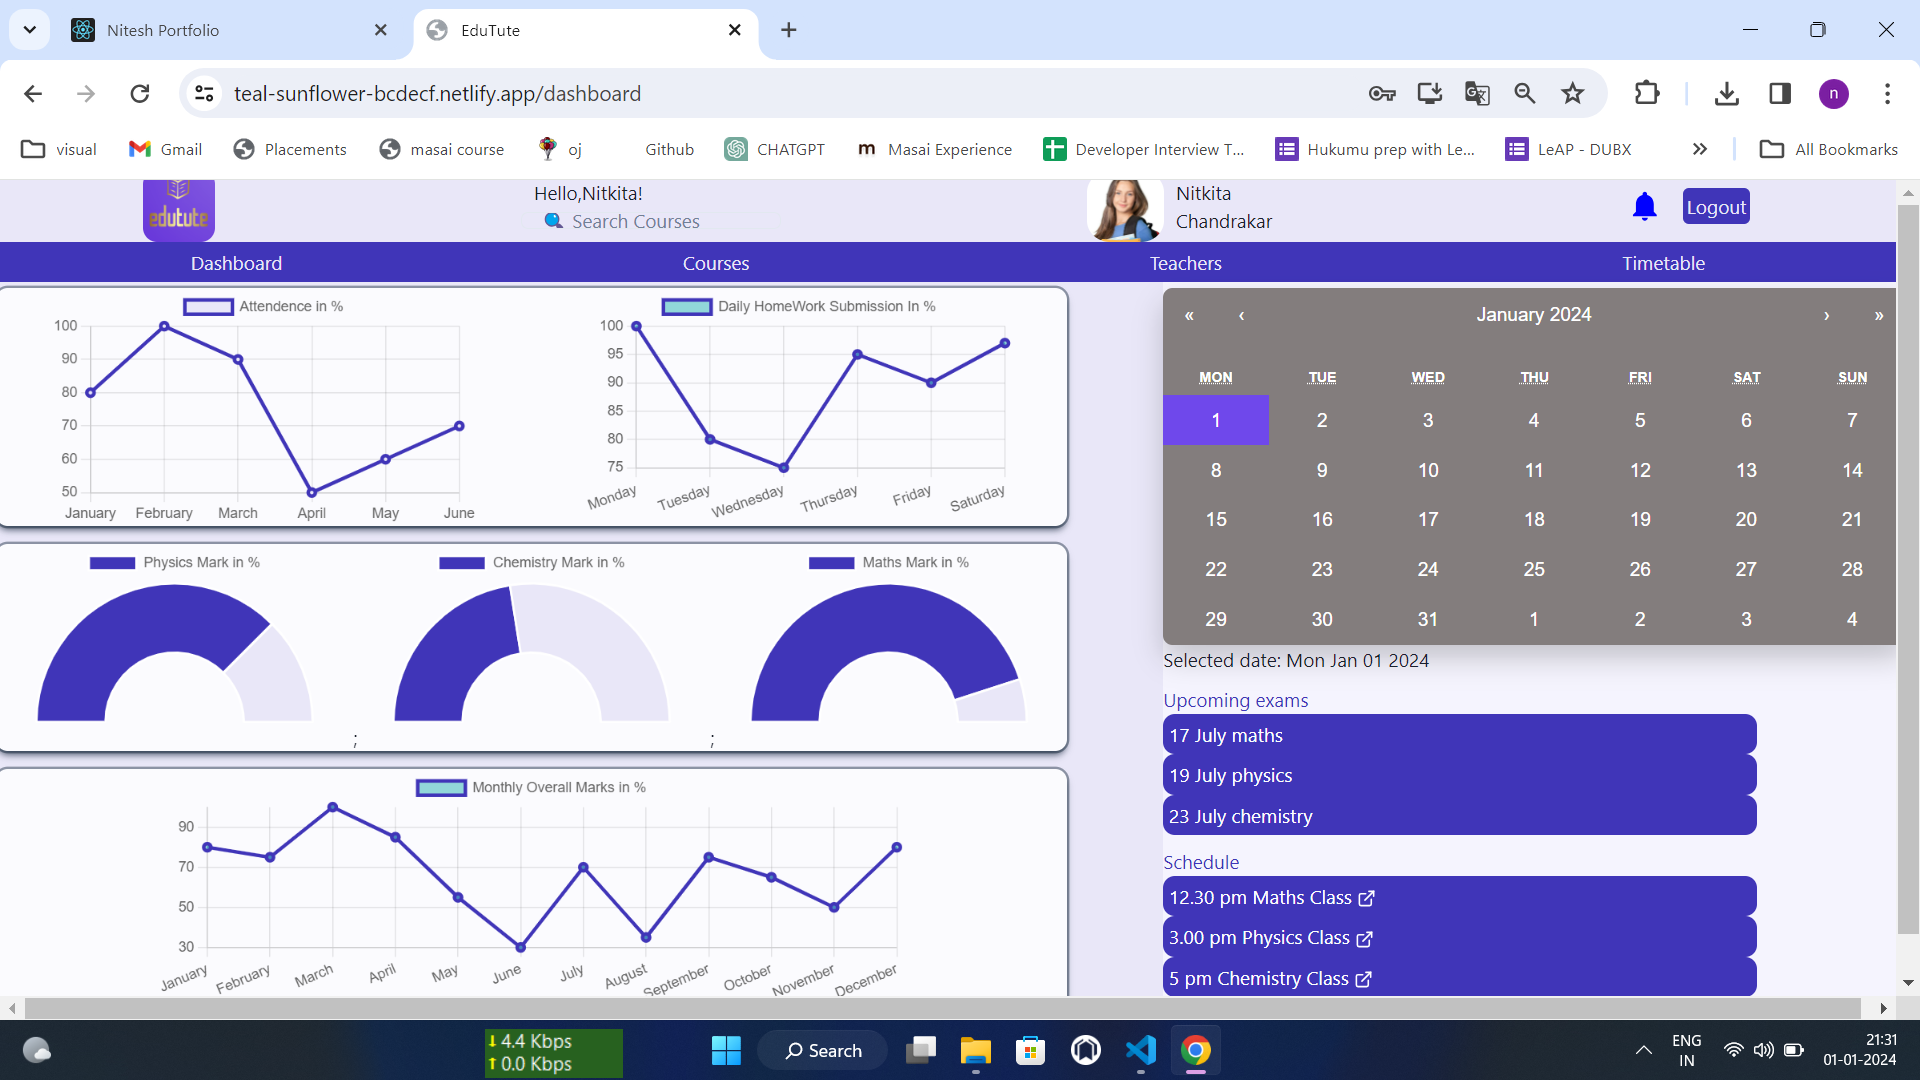 Nitesh Portfolio
EduTute
teal-sunflower-bcdecf.netlify.app/dashboard
n
visual
Gmail
Placements
masai course
oj
Github
CHATGPT
m Masai Experience
Developer Interview T...
Hukumu prep with Le...
LeAP - DUBX
All Bookmarks
edutute
Hello,Nitkita!
Search Courses
Nitkita
Chandrakar
Logout
Dashboard
Courses
Teachers
Timetable
Attendence in %
100
90
80
70
60
50
January February March April May June
Daily HomeWork Submission In %
100
95
90
85
80
75
Monday Tuesday Wednesday Thursday Friday Saturday
Physics Mark in %
;
Chemistry Mark in %
;
Maths Mark in %
Monthly Overall Marks in %
90
70
50
30
January February March April May June July August September October November December
« ‹ January 2024 › »
MON TUE WED THU FRI SAT SUN
1 2 3 4 5 6 7
8 9 10 11 12 13 14
15 16 17 18 19 20 21
22 23 24 25 26 27 28
29 30 31 1 2 3 4
Selected date: Mon Jan 01 2024
Upcoming exams
17 July maths
19 July physics
23 July chemistry
Schedule
12.30 pm Maths Class
3.00 pm Physics Class
5 pm Chemistry Class
4.4 Kbps
0.0 Kbps
Search
ENG
IN
21:31
01-01-2024